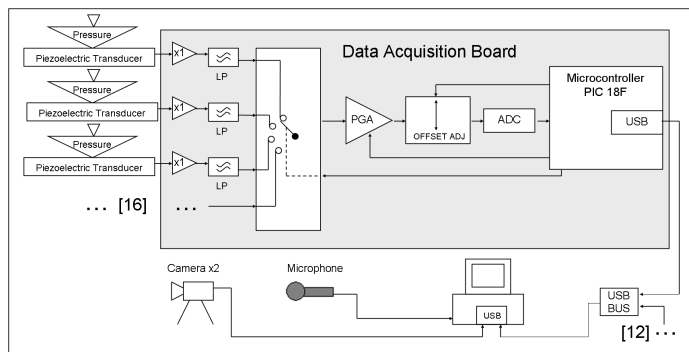 Pressure
Piezoelectric Transducer
x1
LP
Pressure
Piezoelectric Transducer
x1
LP
Pressure
Piezoelectric Transducer
x1
LP
... [16]
...
Data Acquisition Board
PGA
OFFSET ADJ
ADC
Microcontroller
PIC 18F
USB
Camera x2
Microphone
USB
USB
BUS
[12] ...